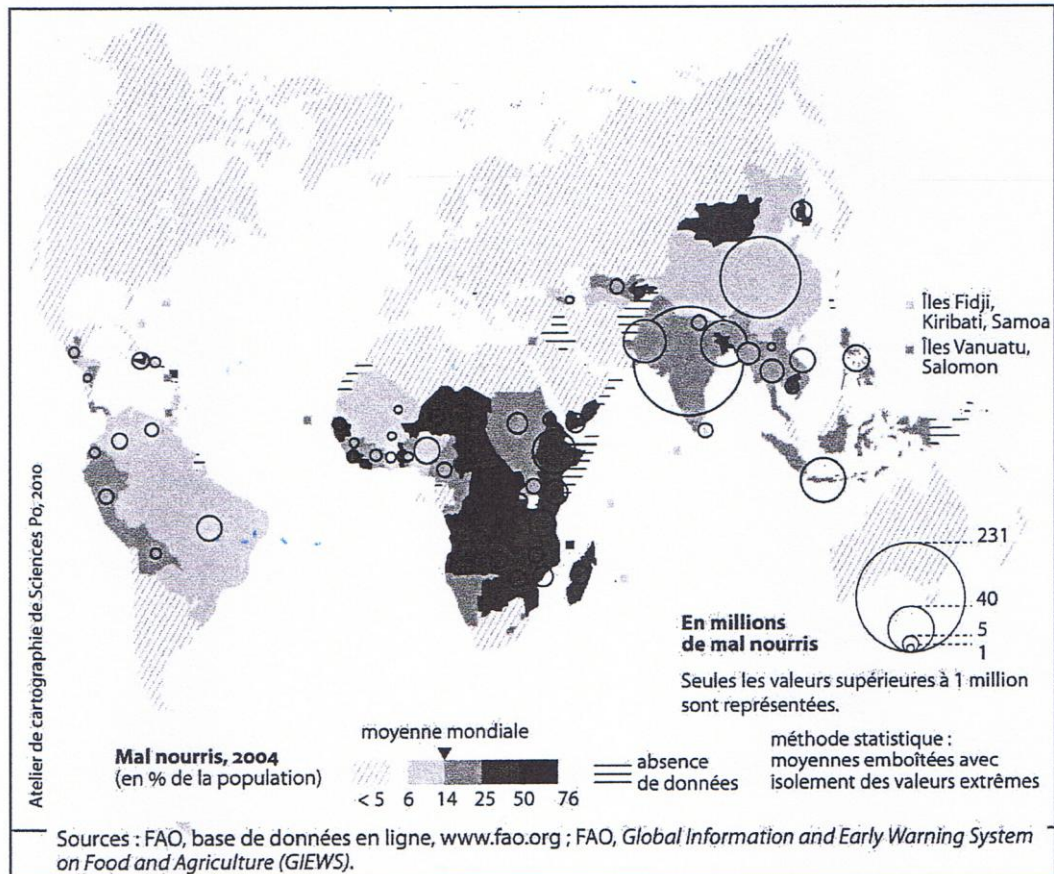 Atelier de cartographie de Sciences Po, 2010
Îles Fidji,
Kiribati, Samoa
Îles Vanuatu,
Salomon
231
40
5
1
En millions
de mal nourris
Seules les valeurs supérieures à 1 million
sont représentées.
moyenne mondiale
Mal nourris, 2004
(en % de la population)
< 5 6 14 25 50 76
absence
de données
méthode statistique :
moyennes emboîtées avec
isolement des valeurs extrêmes
Sources : FAO, base de données en ligne, www.fao.org ; FAO, Global Information and Early Warning System
on Food and Agriculture (GIEWS).